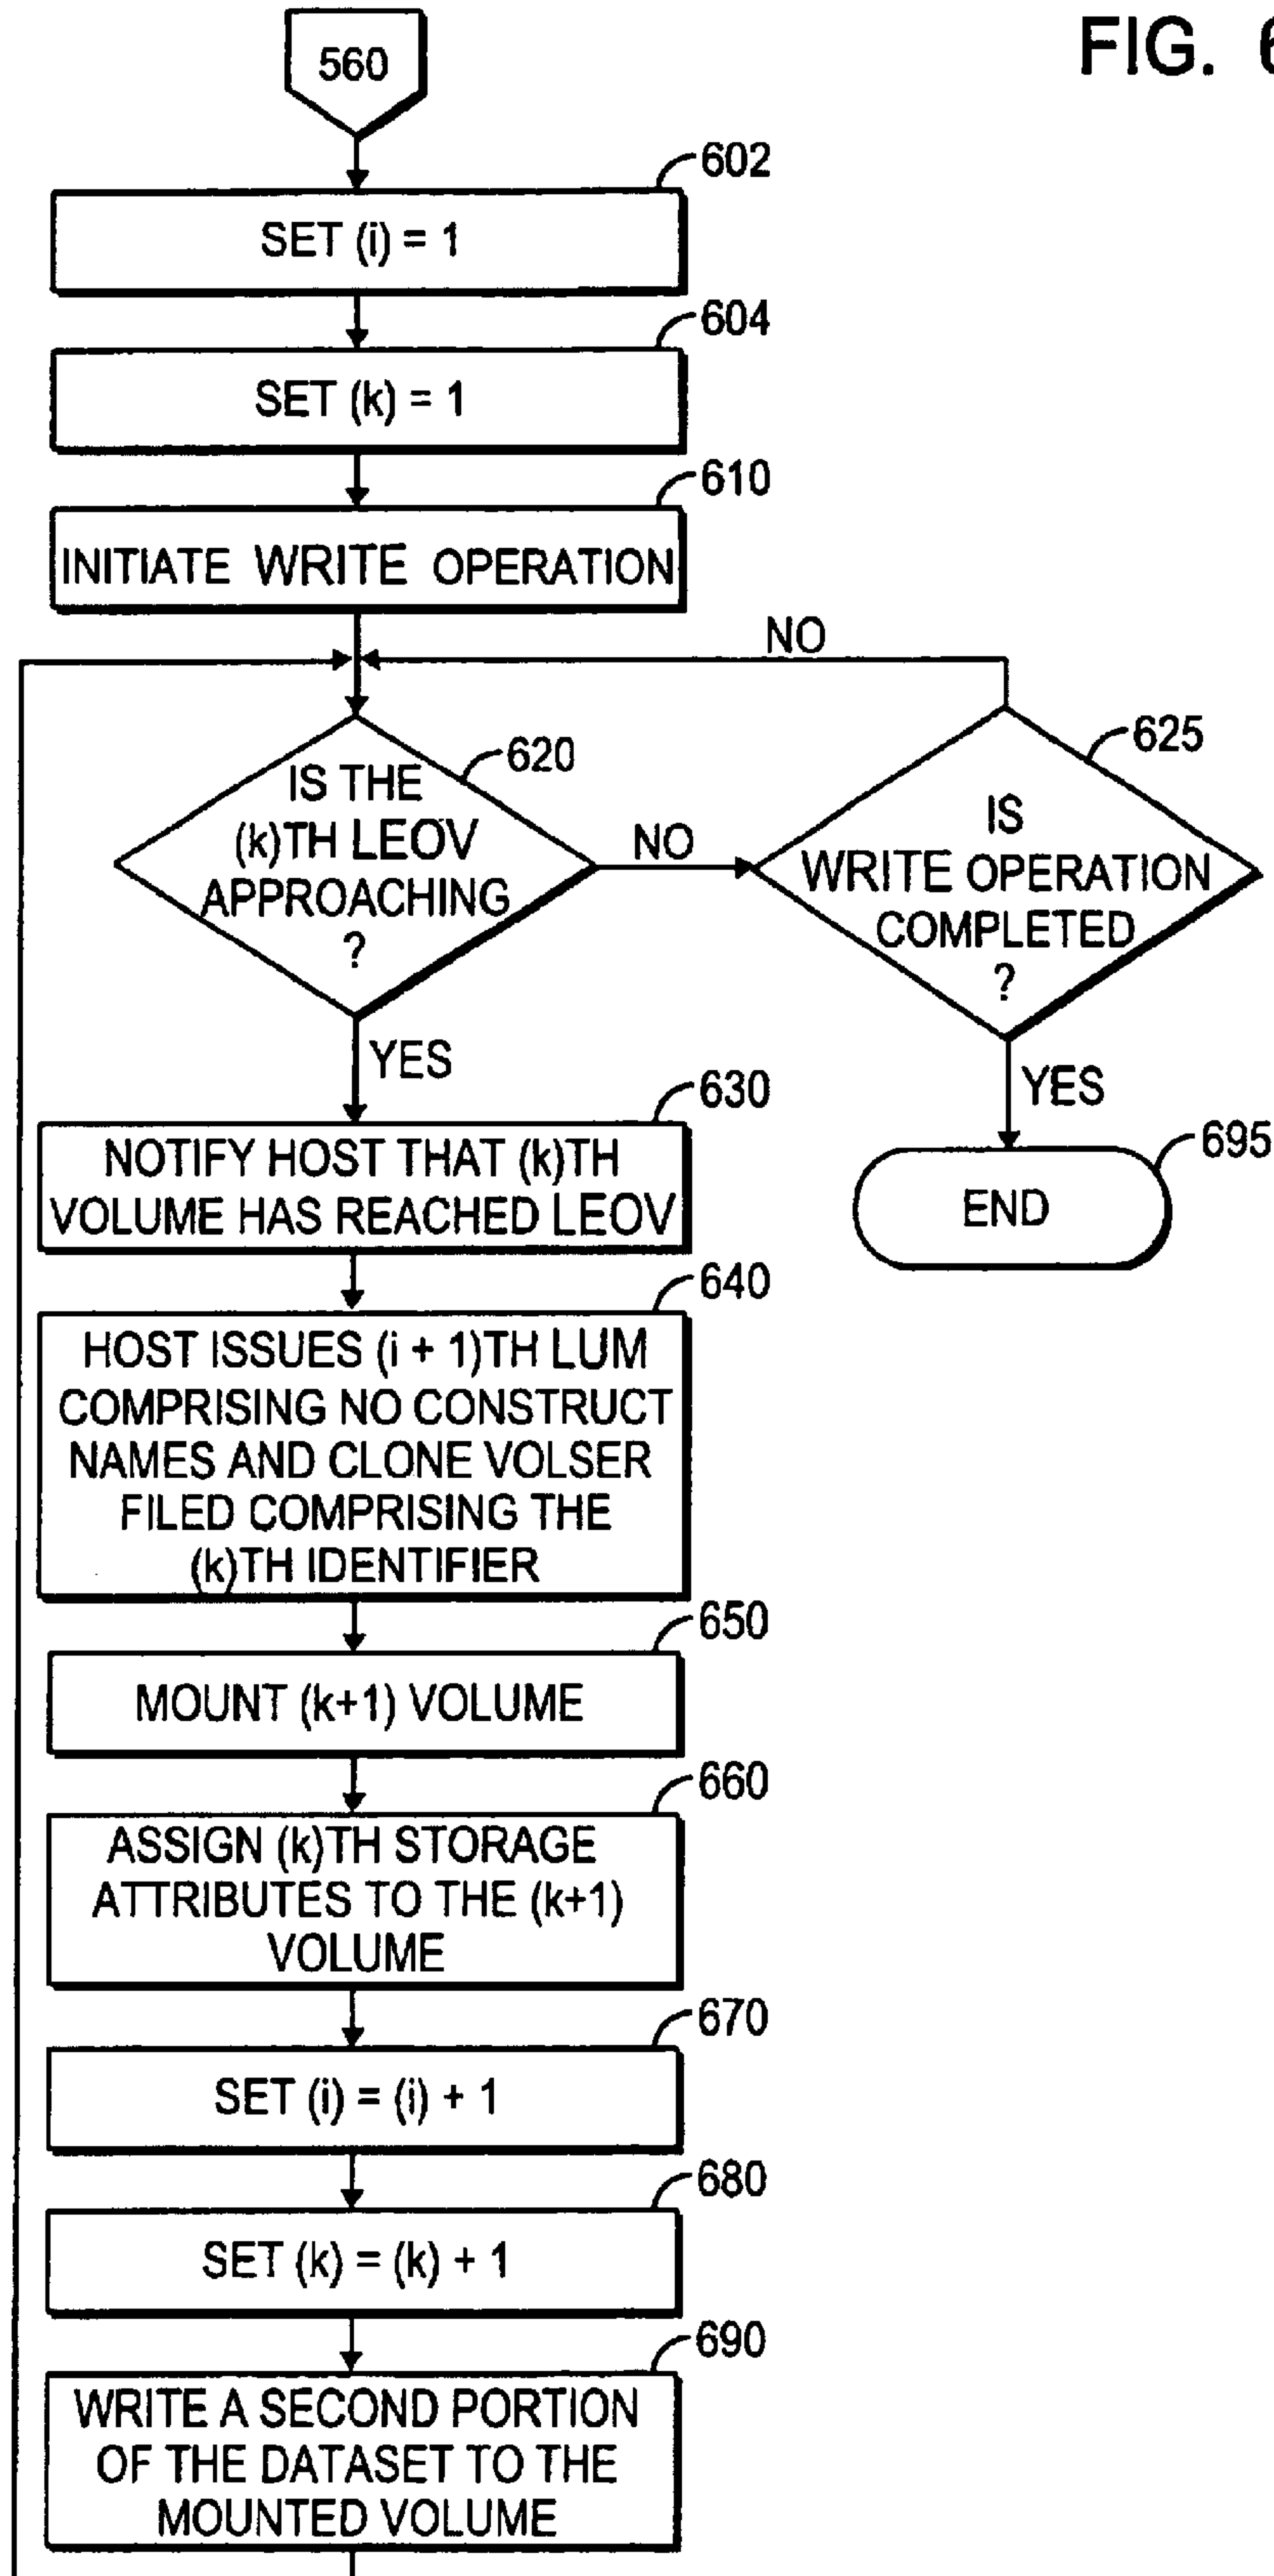 FIG. 6
560
602
SET (i) = 1
604
SET (k) = 1
610
INITIATE WRITE OPERATION
NO
620
IS THE
(k)TH LEOV
APPROACHING
?
NO
625
IS
WRITE OPERATION
COMPLETED
?
YES
YES
630
NOTIFY HOST THAT (k)TH
VOLUME HAS REACHED LEOV
695
END
640
HOST ISSUES (i + 1)TH LUM
COMPRISING NO CONSTRUCT
NAMES AND CLONE VOLSER
FILED COMPRISING THE
(k)TH IDENTIFIER
650
MOUNT (k+1) VOLUME
660
ASSIGN (k)TH STORAGE
ATTRIBUTES TO THE (k+1)
VOLUME
670
SET (i) = (i) + 1
680
SET (k) = (k) + 1
690
WRITE A SECOND PORTION
OF THE DATASET TO THE
MOUNTED VOLUME